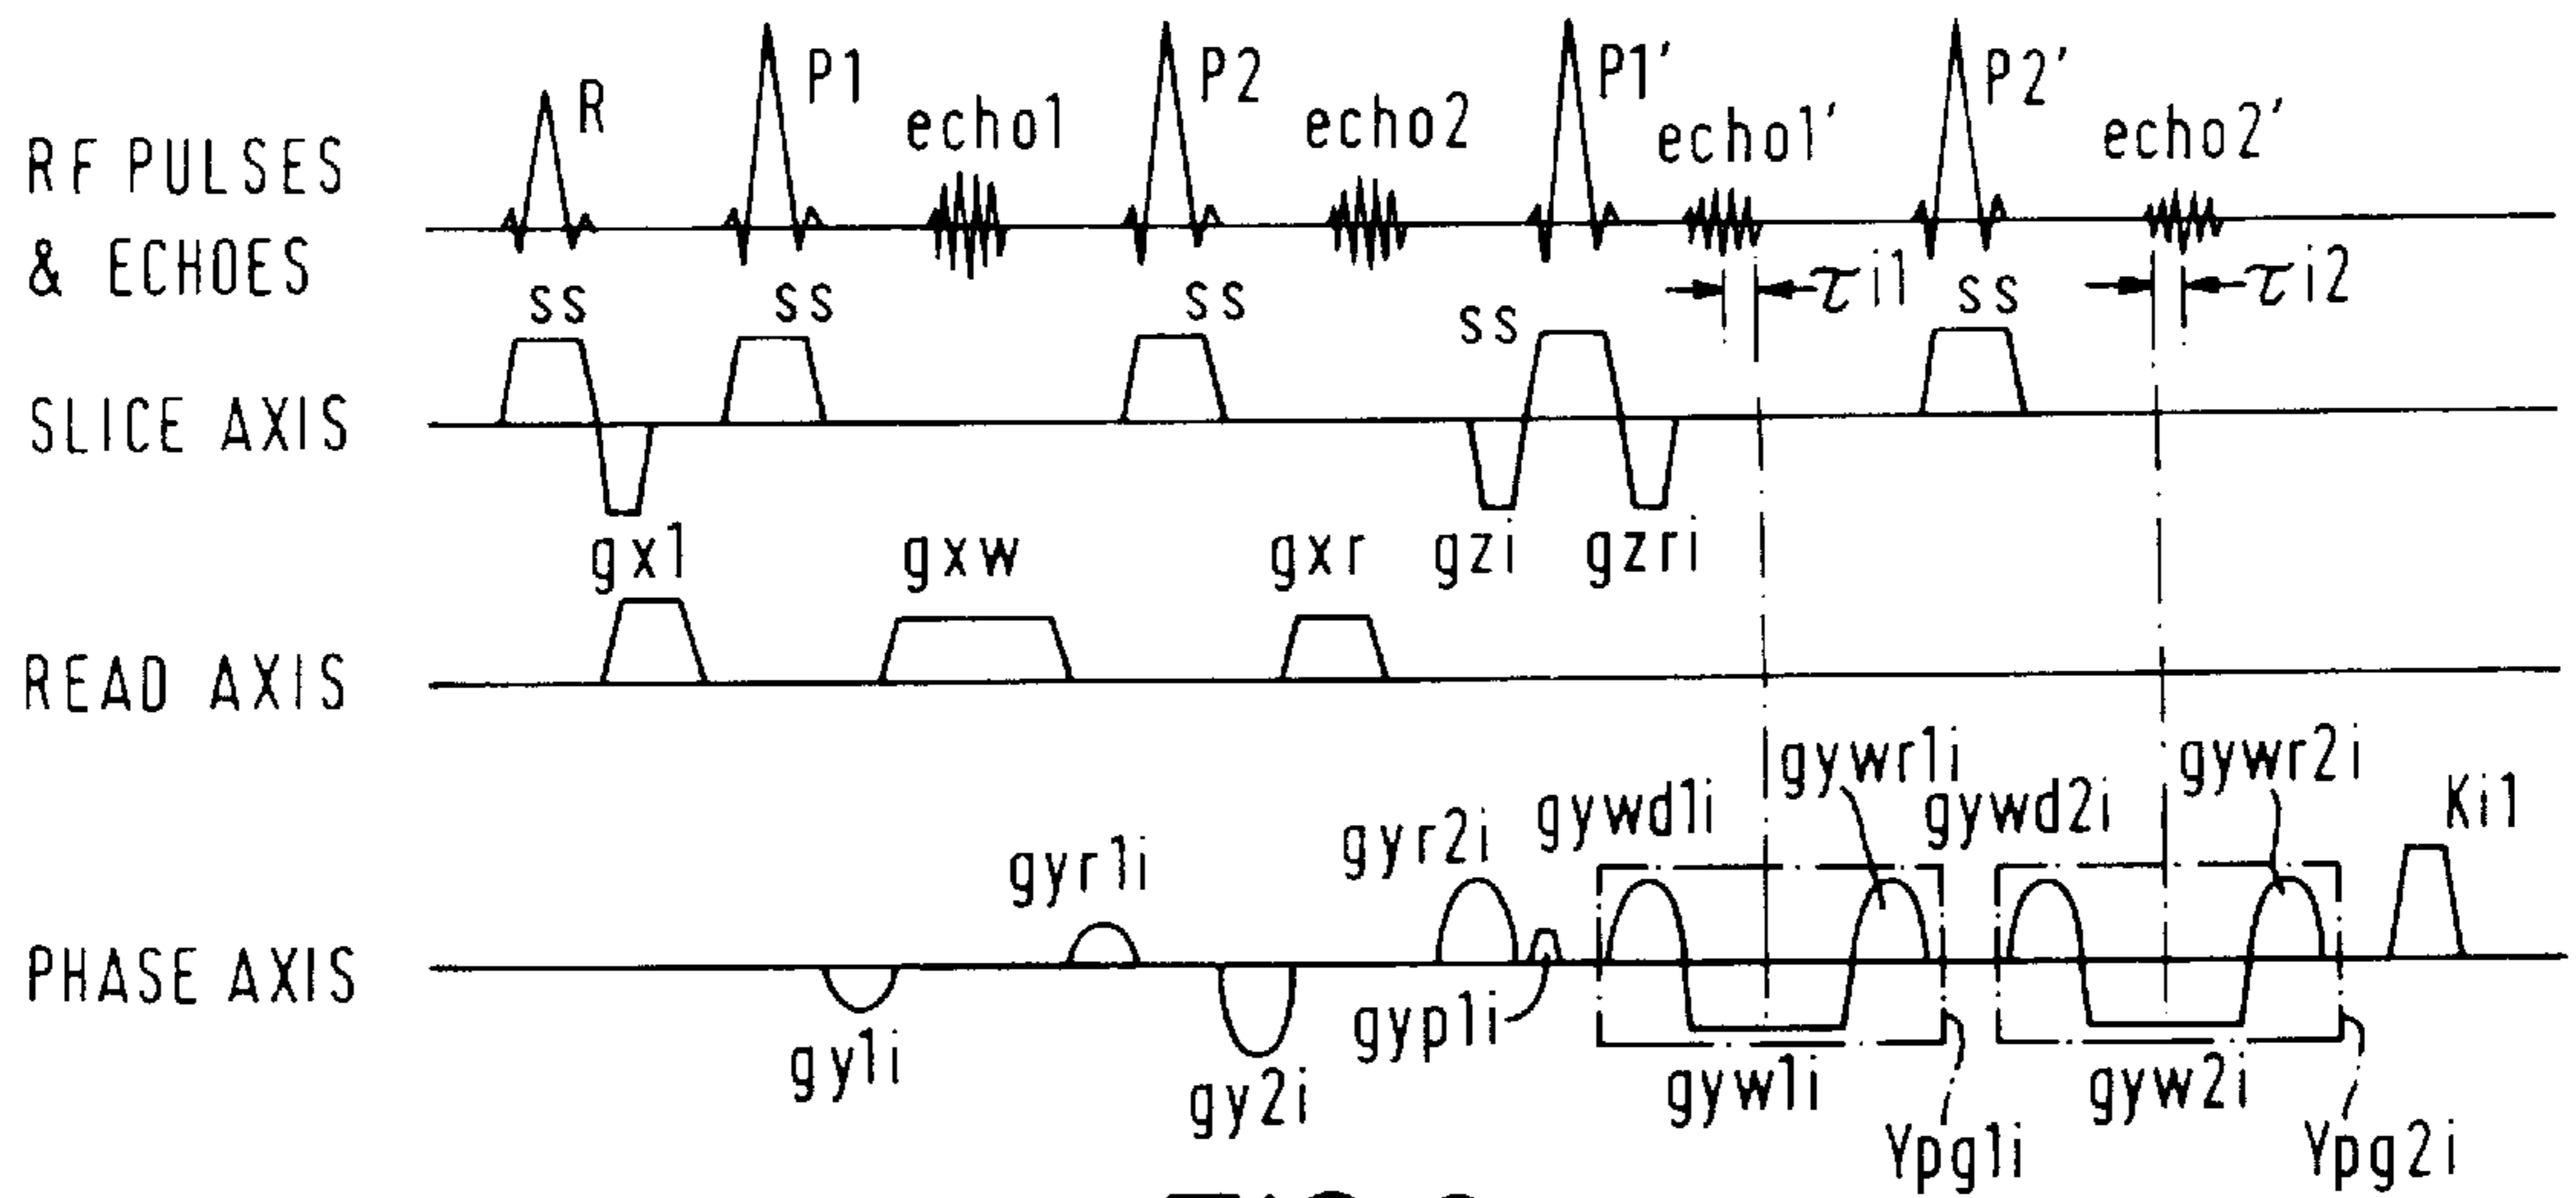 R P1 echo1 P2 echo2 P1′ echo1′ P2′ echo2′
RF PULSES
& ECHOES
τi1 τi2
ss ss ss ss ss
SLICE AXIS
gx1 gxw gxr gzi gzri
READ AXIS
gyr1i gyr2i gywd1i gywr1i gywd2i gywr2i Ki1
PHASE AXIS
gy1i gy2i gyp1i gyw1i gyw2i
Ypg1i Ypg2i